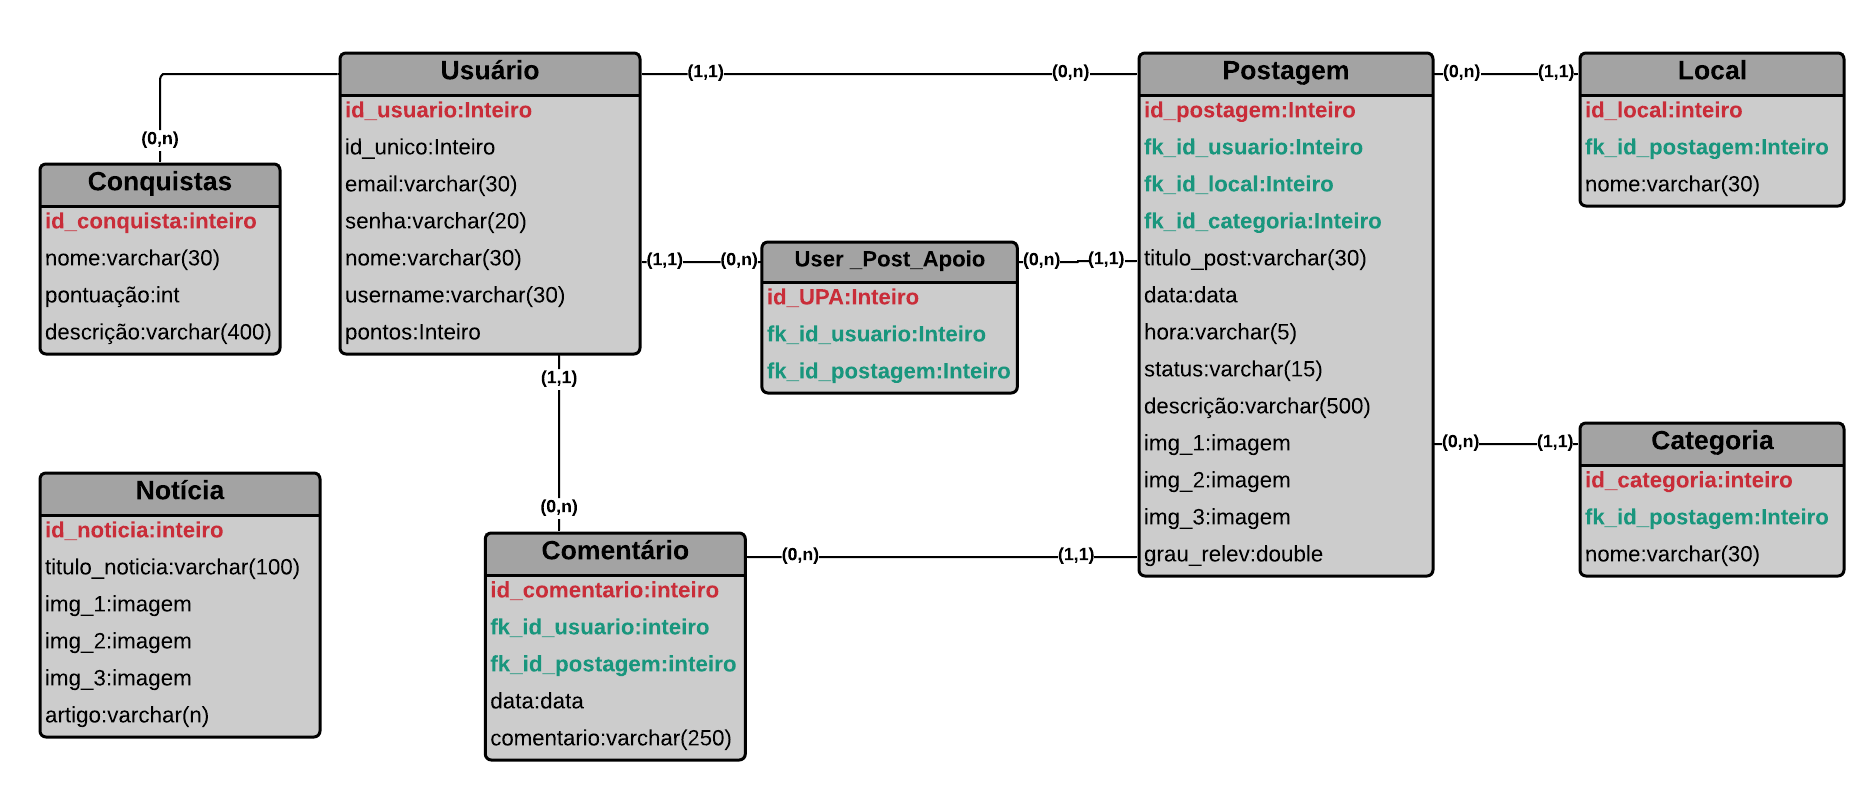 Usuário
id_usuario:Inteiro
id_unico:Inteiro
email:varchar(30)
senha:varchar(20)
nome:varchar(30)
username:varchar(30)
pontos:Inteiro
(1,1)
(0,n)
Postagem
id_postagem:Inteiro
fk_id_usuario:Inteiro
fk_id_local:Inteiro
fk_id_categoria:Inteiro
titulo_post:varchar(30)
data:data
hora:varchar(5)
status:varchar(15)
descrição:varchar(500)
img_1:imagem
img_2:imagem
img_3:imagem
grau_relev:double
(0,n)
(1,1)
Local
id_local:inteiro
fk_id_postagem:Inteiro
nome:varchar(30)
(0,n)
Conquistas
id_conquista:inteiro
nome:varchar(30)
pontuação:int
descrição:varchar(400)
(1,1)
(0,n)
User _Post_Apoio
id_UPA:Inteiro
fk_id_usuario:Inteiro
fk_id_postagem:Inteiro
(0,n)
(1,1)
(0,n)
(1,1)
Categoria
id_categoria:inteiro
fk_id_postagem:Inteiro
nome:varchar(30)
Notícia
id_noticia:inteiro
titulo_noticia:varchar(100)
img_1:imagem
img_2:imagem
img_3:imagem
artigo:varchar(n)
(1,1)
(0,n)
Comentário
id_comentario:inteiro
fk_id_usuario:inteiro
fk_id_postagem:inteiro
data:data
comentario:varchar(250)
(0,n)
(1,1)